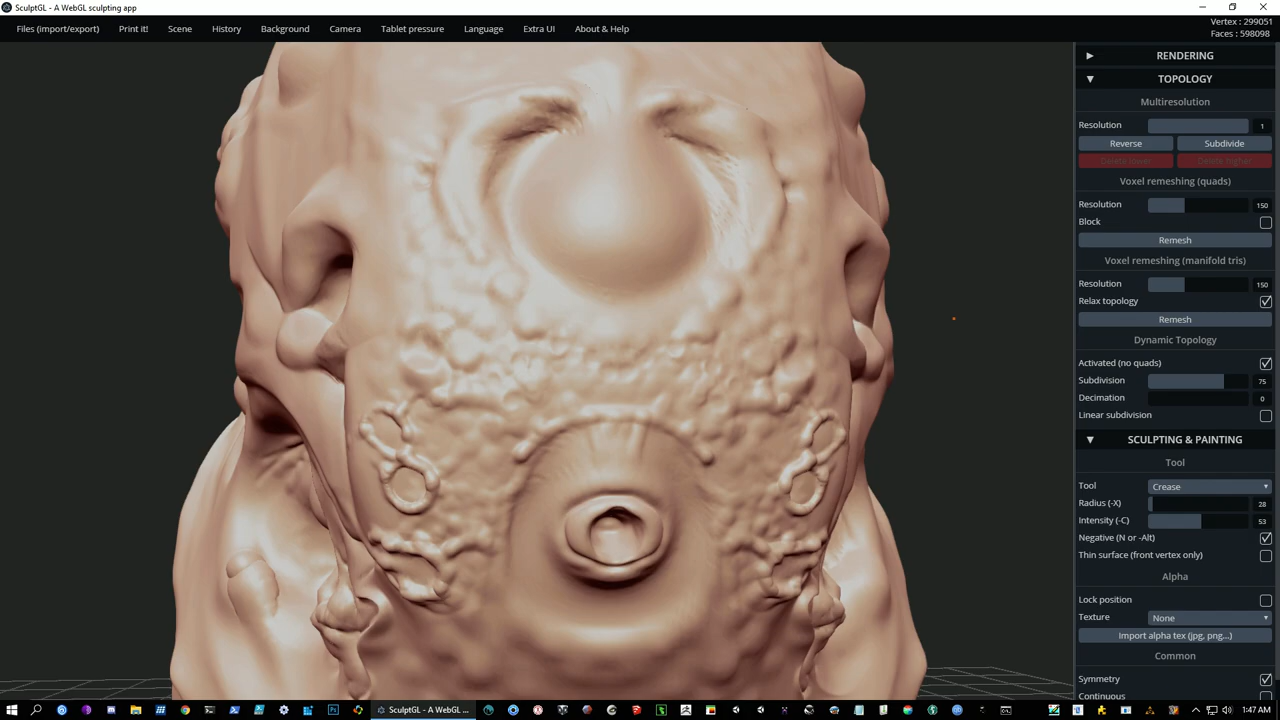 SculptGL - A WebGL sculpting app
Files (import/export) Print it! Scene History Background Camera Tablet pressure Language Extra UI About & Help
Vertex : 299051
Faces : 598098
RENDERING
TOPOLOGY
Multiresolution
Resolution 1
Reverse Subdivide
Delete lower Delete higher
Voxel remeshing (quads)
Resolution 150
Block
Remesh
Voxel remeshing (manifold tris)
Resolution 150
Relax topology
Remesh
Dynamic Topology
Activated (no quads)
Subdivision 75
Decimation 0
Linear subdivision
SCULPTING & PAINTING
Tool
Tool Crease
Radius (-X) 28
Intensity (-C) 53
Negative (N or -Alt)
Thin surface (front vertex only)
Alpha
Lock position
Texture None
Import alpha tex (jpg, png...)
Common
Symmetry
Continuous
SculptGL - A WebGL ...
1:47 AM